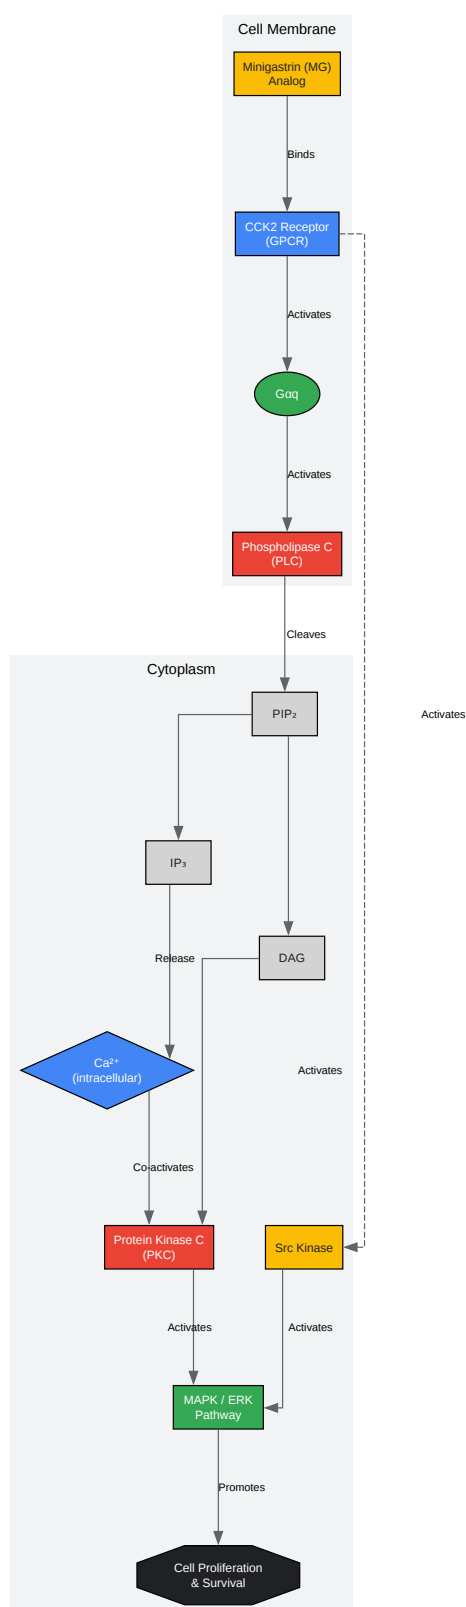 Cell Membrane
Minigastrin (MG)
Analog
Binds
CCK2 Receptor
(GPCR)
Activates
Gαq
Activates
Phospholipase C
(PLC)
Cleaves
Cytoplasm
PIP₂
Activates
IP₃
Release
DAG
Ca²⁺
(intracellular)
Activates
Co-activates
Protein Kinase C
(PKC)
Src Kinase
Activates
Activates
MAPK / ERK
Pathway
Promotes
Cell Proliferation
& Survival